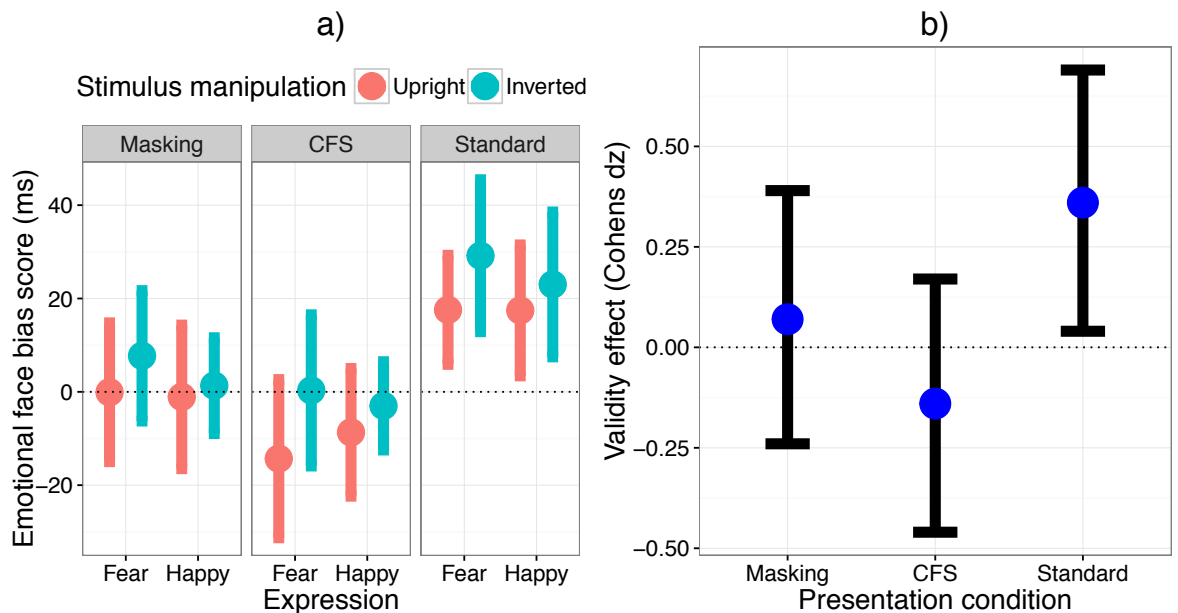 a)
Stimulus manipulation Upright Inverted
Masking CFS Standard
Emotional face bias score (ms)
40
20
0
−20
Fear Happy Fear Happy Fear Happy
Expression
b)
Validity effect (Cohens dz)
0.50
0.25
0.00
−0.25
−0.50
Masking CFS Standard
Presentation condition